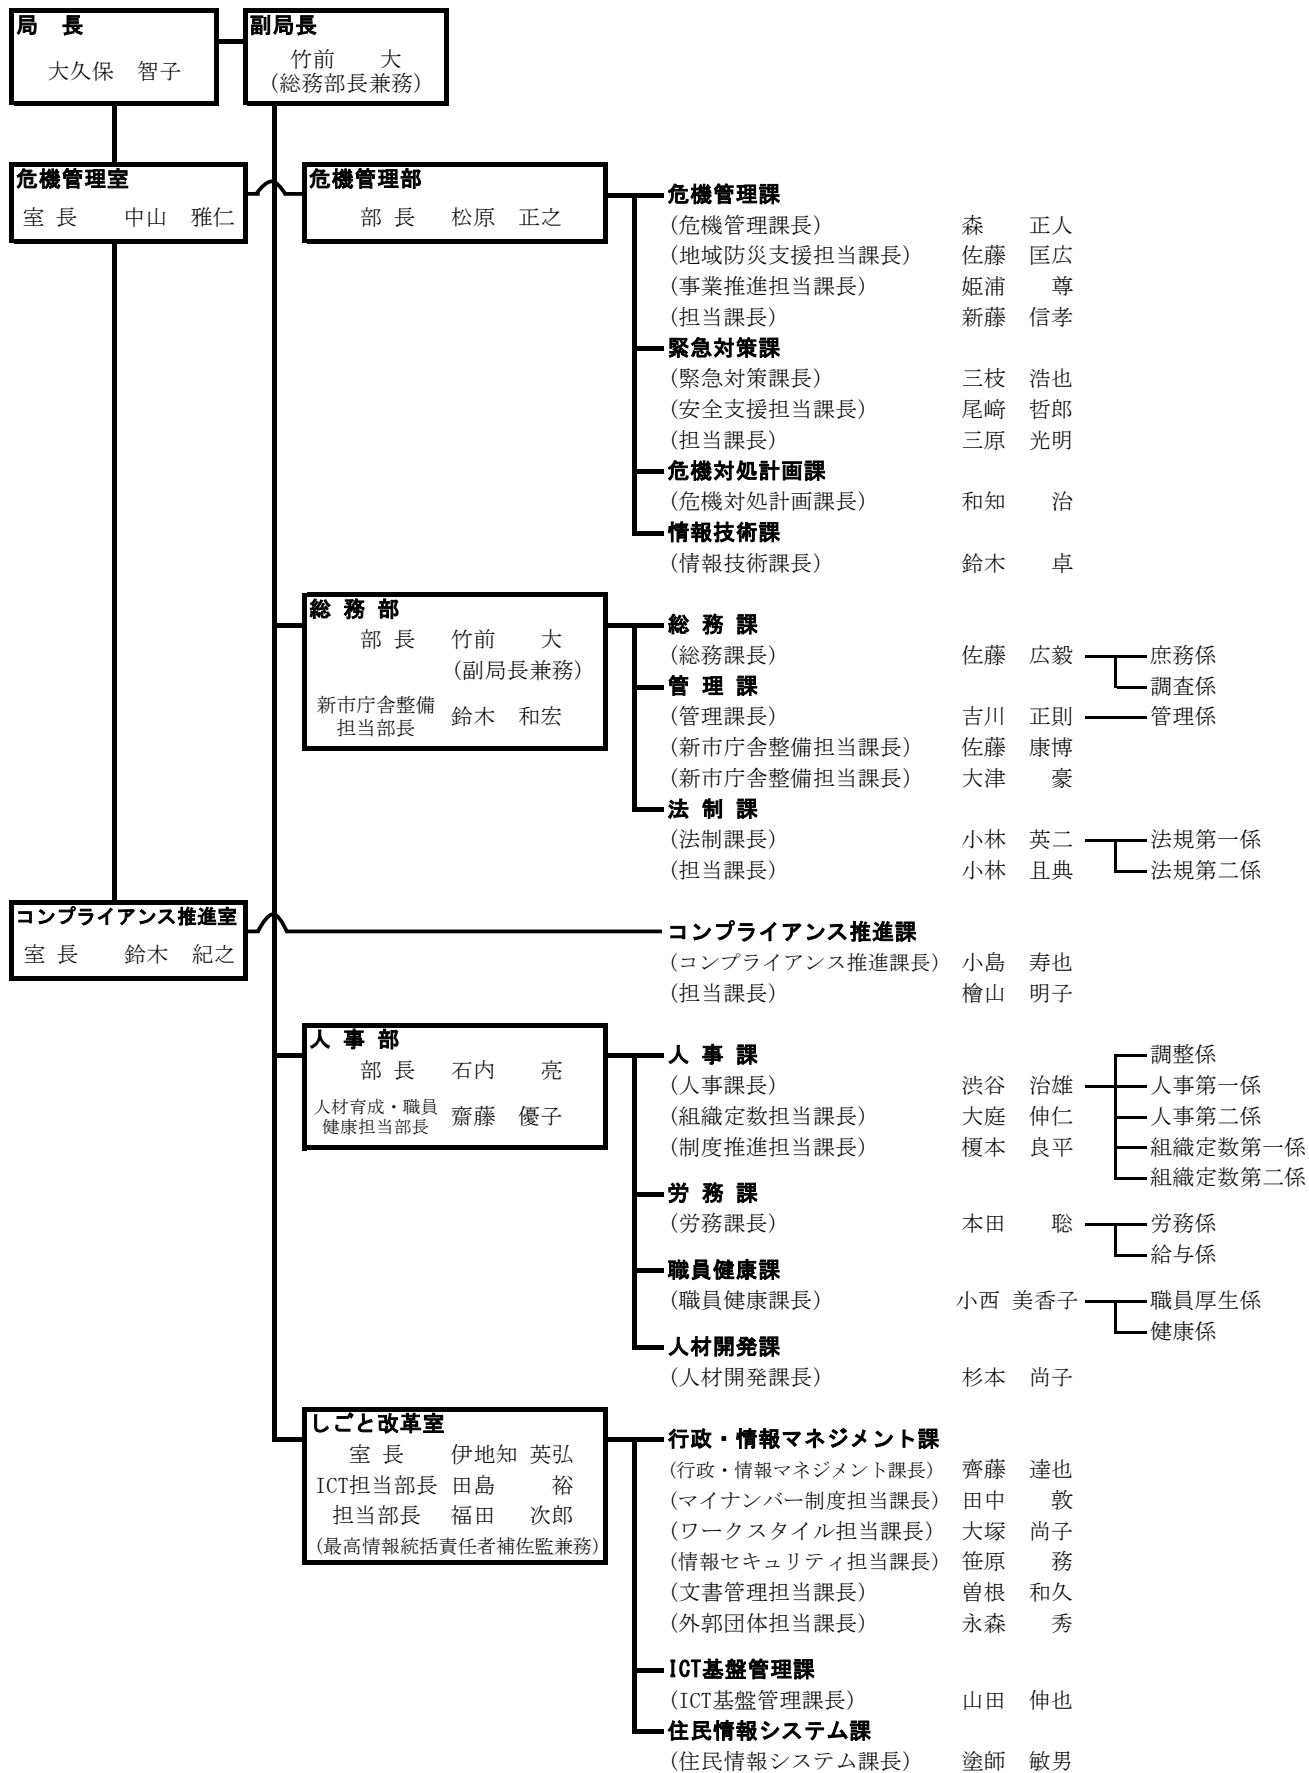 局　長
大久保　智子
副局長
竹前　　大
(総務部長兼務)
危機管理室
室 長　　中山　雅仁
危機管理部
部 長　松原　正之
危機管理課
(危機管理課長)　森　　正人
(地域防災支援担当課長)　佐藤　匡広
(事業推進担当課長)　姫浦　　尊
(担当課長)　新藤　信孝
緊急対策課
(緊急対策課長)　三枝　浩也
(安全支援担当課長)　尾﨑　哲郎
(担当課長)　三原　光明
危機対処計画課
(危機対処計画課長)　和知　　治
情報技術課
(情報技術課長)　鈴木　　卓
総 務 部
部 長　竹前　　大
(副局長兼務)
新市庁舎整備
担当部長　鈴木　和宏
総 務 課
(総務課長)　佐藤　広毅　庶務係
調査係
管 理 課
(管理課長)　吉川　正則　管理係
(新市庁舎整備担当課長)　佐藤　康博
(新市庁舎整備担当課長)　大津　　豪
法 制 課
(法制課長)　小林　英二　法規第一係
(担当課長)　小林　且典　法規第二係
コンプライアンス推進室
室 長　　鈴木　紀之
コンプライアンス推進課
(コンプライアンス推進課長)　小島　寿也
(担当課長)　檜山　明子
人 事 部
部 長　石内　　亮
人材育成・職員
健康担当部長　齋藤　優子
人 事 課　調整係
(人事課長)　渋谷　治雄　人事第一係
(組織定数担当課長)　大庭　伸仁　人事第二係
(制度推進担当課長)　榎本　良平　組織定数第一係
組織定数第二係
労 務 課
(労務課長)　本田　　聡　労務係
給与係
職員健康課
(職員健康課長)　小西 美香子　職員厚生係
健康係
人材開発課
(人材開発課長)　杉本　尚子
しごと改革室
室 長　伊地知 英弘
ICT担当部長 田島　　裕
担当部長　福田　次郎
(最高情報統括責任者補佐監兼務)
行政・情報マネジメント課
(行政・情報マネジメント課長)　齊藤　達也
(マイナンバー制度担当課長)　田中　　敦
(ワークスタイル担当課長)　大塚　尚子
(情報セキュリティ担当課長)　笹原　　務
(文書管理担当課長)　曽根　和久
(外郭団体担当課長)　永森　　秀
ICT基盤管理課
(ICT基盤管理課長)　山田　伸也
住民情報システム課
(住民情報システム課長)　塗師　敏男